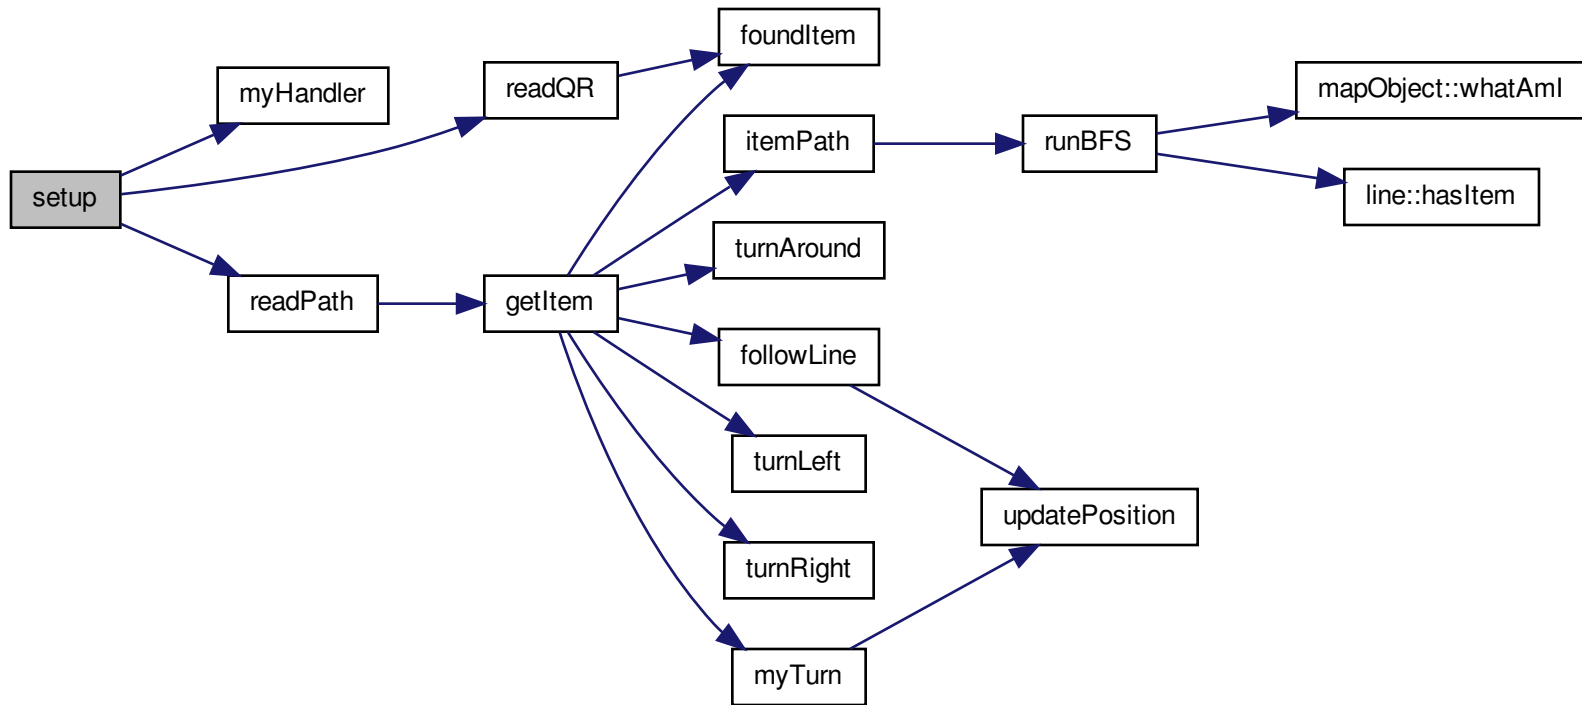 setup
myHandler
readQR
readPath
getItem
foundItem
itemPath
turnAround
followLine
turnLeft
turnRight
myTurn
runBFS
updatePosition
mapObject::whatAmI
line::hasItem